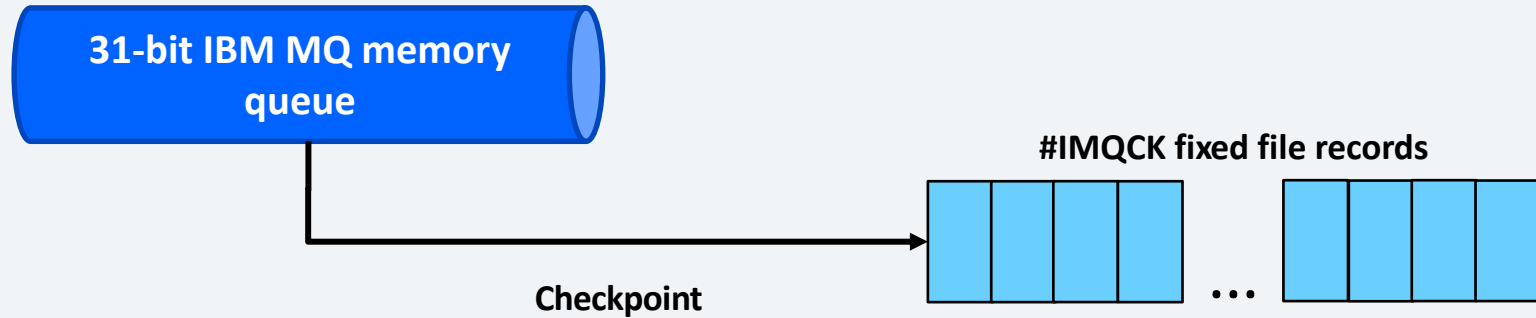 31-bit IBM MQ memory
queue
#IMQCK fixed file records
...
Checkpoint